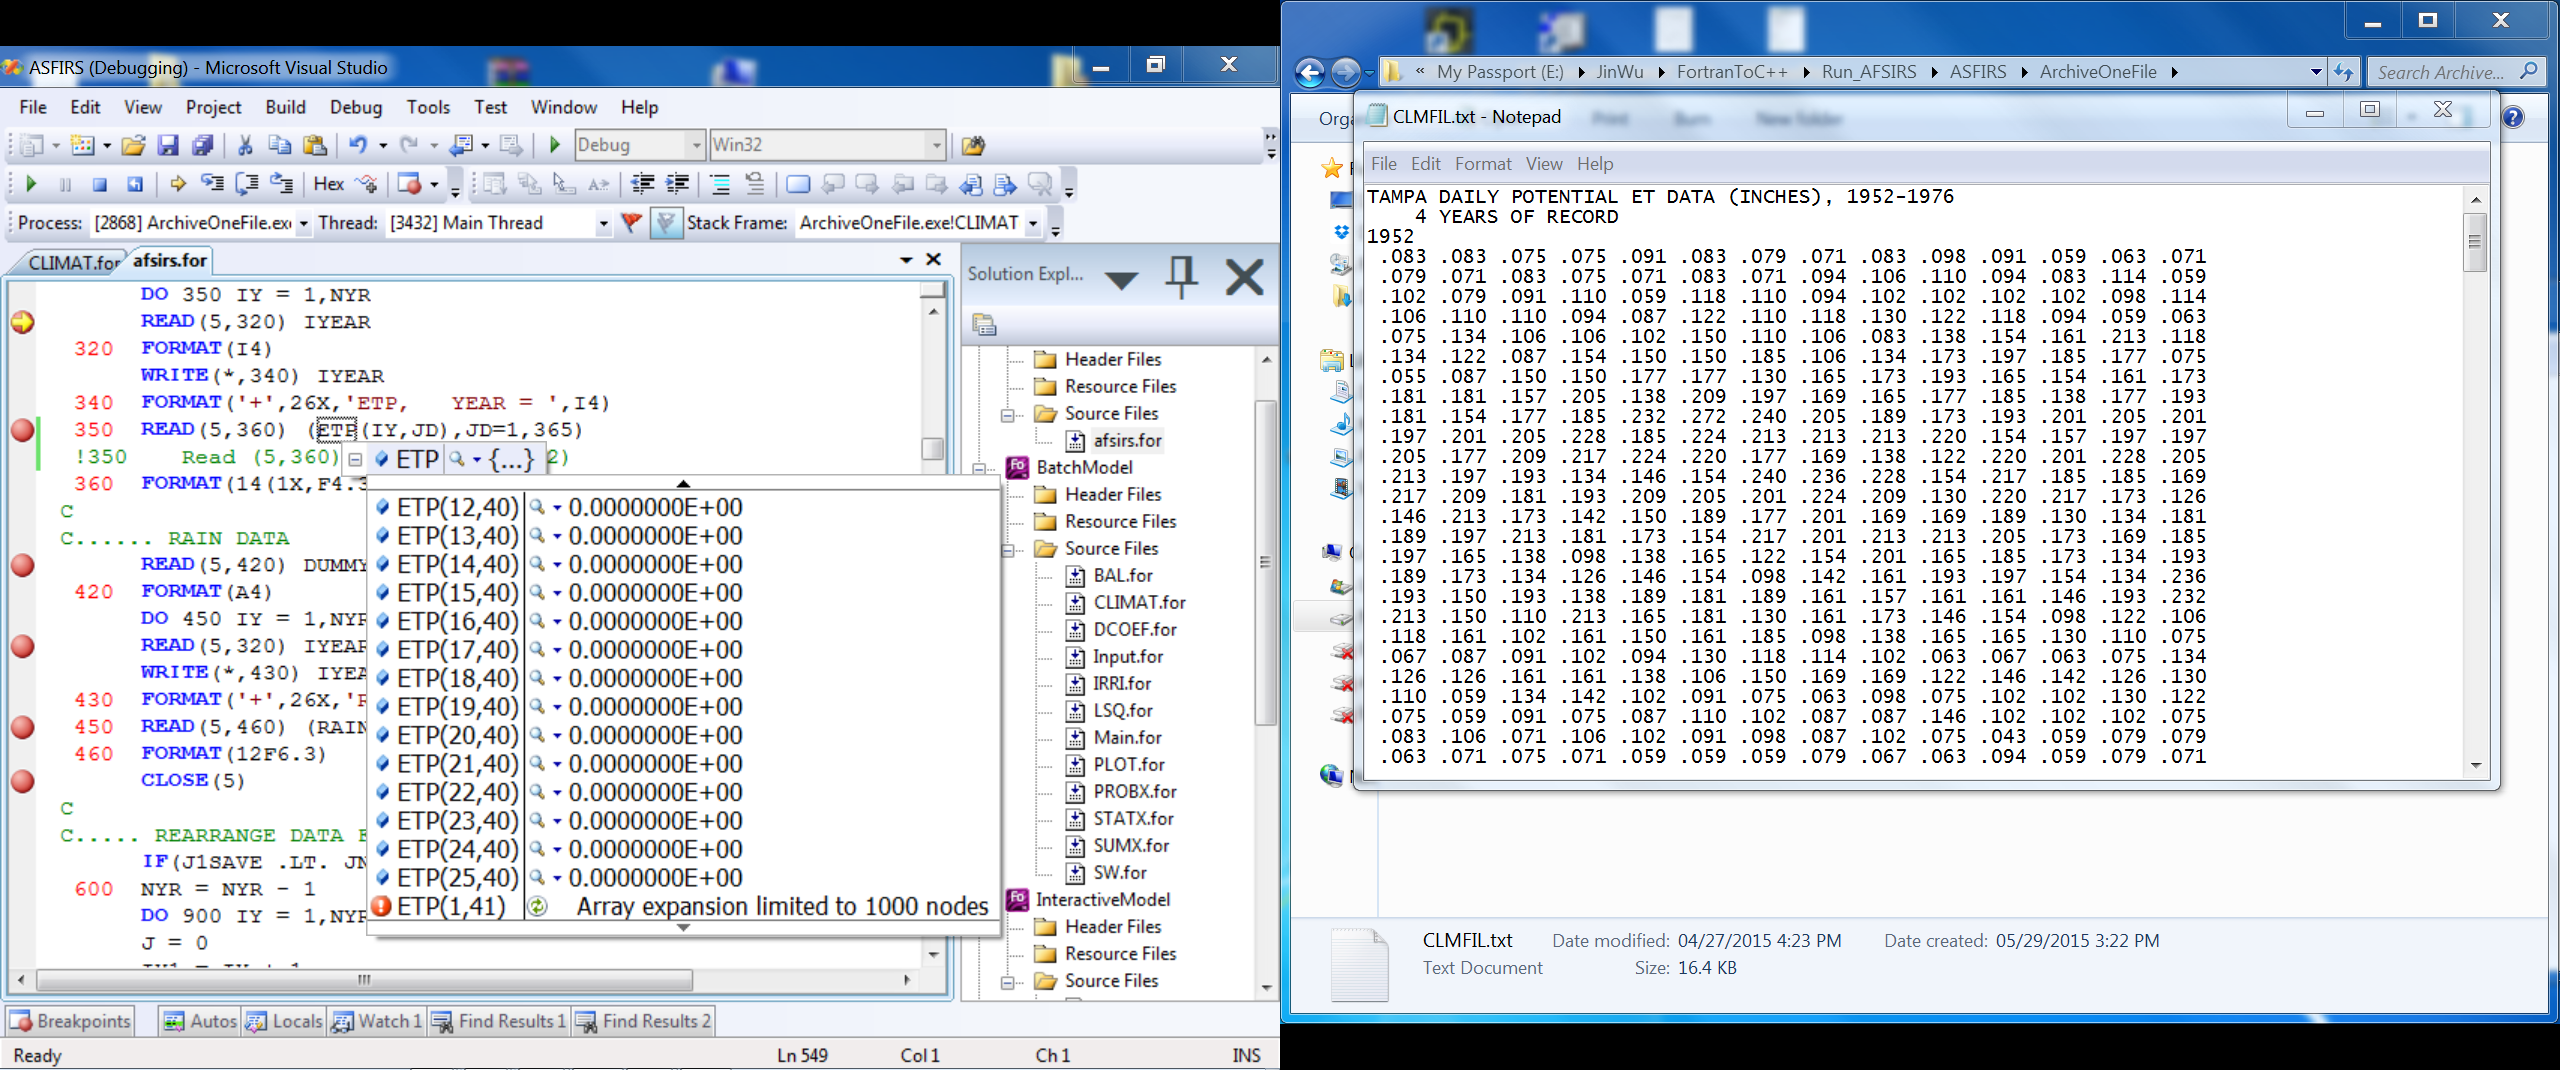 ASFIRS (Debugging) - Microsoft Visual Studio
File Edit View Project Build Debug Tools Test Window Help
Debug Win32
Hex
Process: [2868] ArchiveOneFile.ex Thread: [3432] Main Thread Stack Frame: ArchiveOneFile.exe!CLIMAT
CLIMAT.for afsirs.for
DO 350 IY = 1,NYR
READ(5,320) IYEAR
320 FORMAT(I4)
WRITE(*,340) IYEAR
340 FORMAT('+',26X,'ETP, YEAR = ',I4)
350 READ(5,360) (ETP(IY,JD),JD=1,365)
!350 Read (5,360) 2)
ETP {...}
360 FORMAT(14(1X,F4.3
C
C...... RAIN DATA
READ(5,420) DUMMY
420 FORMAT(A4)
DO 450 IY = 1,NYR
READ(5,320) IYEAR
WRITE(*,430) IYEA
430 FORMAT('+',26X,'R
450 READ(5,460) (RAIN
460 FORMAT(12F6.3)
CLOSE(5)
C
C..... REARRANGE DATA
IF(J1SAVE .LT. JN
600 NYR = NYR - 1
DO 900 IY = 1,NYR
J = 0
ETP(12,40) 0.0000000E+00
ETP(13,40) 0.0000000E+00
ETP(14,40) 0.0000000E+00
ETP(15,40) 0.0000000E+00
ETP(16,40) 0.0000000E+00
ETP(17,40) 0.0000000E+00
ETP(18,40) 0.0000000E+00
ETP(19,40) 0.0000000E+00
ETP(20,40) 0.0000000E+00
ETP(21,40) 0.0000000E+00
ETP(22,40) 0.0000000E+00
ETP(23,40) 0.0000000E+00
ETP(24,40) 0.0000000E+00
ETP(25,40) 0.0000000E+00
ETP(1,41) Array expansion limited to 1000 nodes
Solution Expl...
Header Files
Resource Files
Source Files
afsirs.for
BatchModel
Header Files
Resource Files
Source Files
BAL.for
CLIMAT.for
DCOEF.for
Input.for
IRRI.for
LSQ.for
Main.for
PLOT.for
PROBX.for
STATX.for
SUMX.for
SW.for
InteractiveModel
Header Files
Resource Files
Source Files
Breakpoints Autos Locals Watch 1 Find Results 1 Find Results 2
Ready Ln 549 Col 1 Ch 1 INS
« My Passport (E:) JinWu FortranToC++ Run_AFSIRS ASFIRS ArchiveOneFile Search Archive...
Orga Print Burn New folder
CLMFIL.txt - Notepad
File Edit Format View Help
TAMPA DAILY POTENTIAL ET DATA (INCHES), 1952-1976
4 YEARS OF RECORD
1952
.083 .083 .075 .075 .091 .083 .079 .071 .083 .098 .091 .059 .063 .071
.079 .071 .083 .075 .071 .083 .071 .094 .106 .110 .094 .083 .114 .059
.102 .079 .091 .110 .059 .118 .110 .094 .102 .102 .102 .102 .098 .114
.106 .110 .110 .094 .087 .122 .110 .118 .130 .122 .118 .094 .059 .063
.075 .134 .106 .106 .102 .150 .110 .106 .083 .138 .154 .161 .213 .118
.134 .122 .087 .154 .150 .150 .185 .106 .134 .173 .197 .185 .177 .075
.055 .087 .150 .150 .177 .177 .130 .165 .173 .193 .165 .154 .161 .173
.181 .181 .157 .205 .138 .209 .197 .169 .165 .177 .185 .138 .177 .193
.181 .154 .177 .185 .232 .272 .240 .205 .189 .173 .193 .201 .205 .201
.197 .201 .205 .228 .185 .224 .213 .213 .213 .220 .154 .157 .197 .197
.205 .177 .209 .217 .224 .220 .177 .169 .138 .122 .220 .201 .228 .205
.213 .197 .193 .134 .146 .154 .240 .236 .228 .154 .217 .185 .185 .169
.217 .209 .181 .193 .209 .205 .201 .224 .209 .130 .220 .217 .173 .126
.146 .213 .173 .142 .150 .189 .177 .201 .169 .169 .189 .130 .134 .181
.189 .197 .213 .181 .173 .154 .217 .201 .213 .213 .205 .173 .169 .185
.197 .165 .138 .098 .138 .165 .122 .154 .201 .165 .185 .173 .134 .193
.189 .173 .134 .126 .146 .154 .098 .142 .161 .193 .197 .154 .134 .236
.193 .150 .193 .138 .189 .181 .189 .161 .157 .161 .161 .146 .193 .232
.213 .150 .110 .213 .165 .181 .130 .161 .173 .146 .154 .098 .122 .106
.118 .161 .102 .161 .150 .161 .185 .098 .138 .165 .165 .130 .110 .075
.067 .087 .091 .102 .094 .130 .118 .114 .102 .063 .067 .063 .075 .134
.126 .126 .161 .161 .138 .106 .150 .169 .169 .122 .146 .142 .126 .130
.110 .059 .134 .142 .102 .091 .075 .063 .098 .075 .102 .102 .130 .122
.075 .059 .091 .075 .087 .110 .102 .087 .087 .146 .102 .102 .102 .075
.083 .106 .071 .106 .102 .091 .098 .087 .102 .075 .043 .059 .079 .079
.063 .071 .075 .071 .059 .059 .059 .079 .067 .063 .094 .059 .079 .071
CLMFIL.txt Date modified: 04/27/2015 4:23 PM Date created: 05/29/2015 3:22 PM
Text Document Size: 16.4 KB